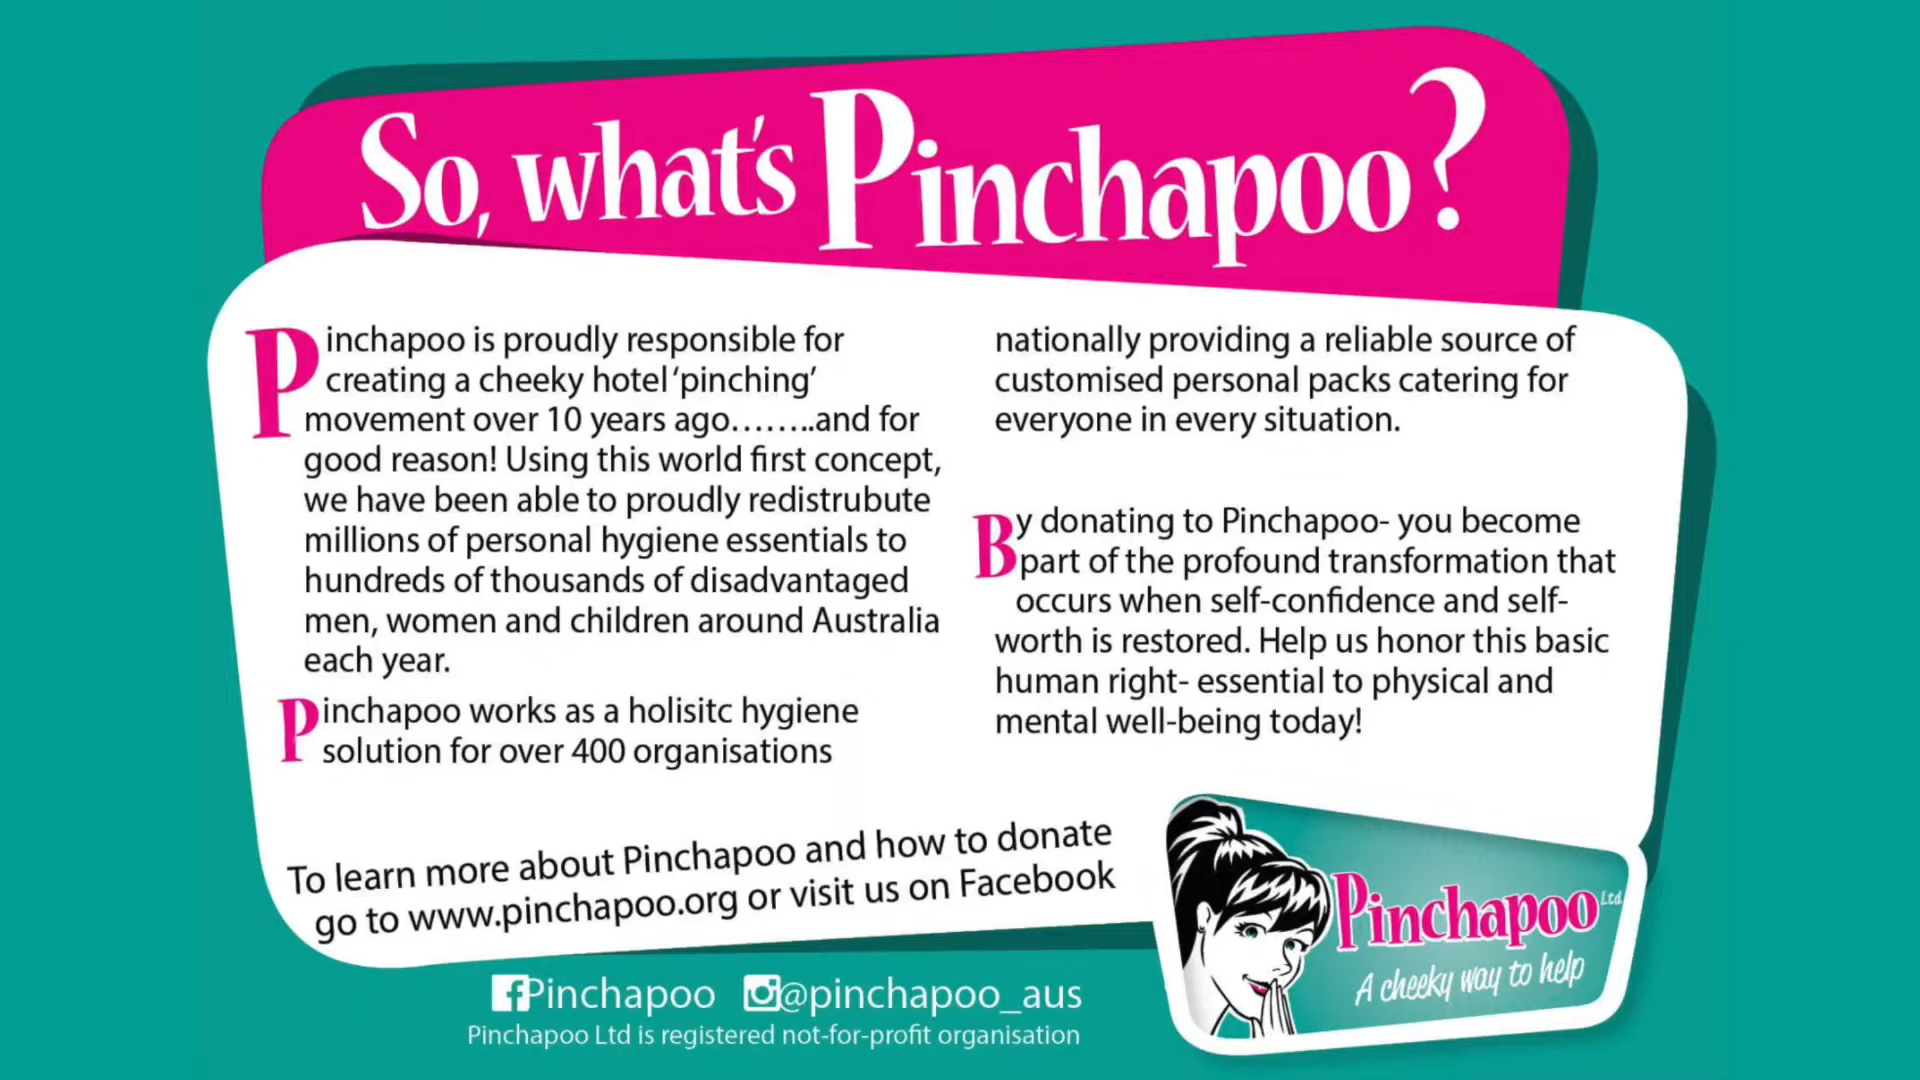 So, what's Pinchapoo?
Pinchapoo is proudly responsible for
creating a cheeky hotel 'pinching'
movement over 10 years ago........and for
good reason! Using this world first concept,
we have been able to proudly redistrubute
millions of personal hygiene essentials to
hundreds of thousands of disadvantaged
men, women and children around Australia
each year.
Pinchapoo works as a holisitc hygiene
solution for over 400 organisations
nationally providing a reliable source of
customised personal packs catering for
everyone in every situation.
By donating to Pinchapoo- you become
part of the profound transformation that
occurs when self-confidence and self-
worth is restored. Help us honor this basic
human right- essential to physical and
mental well-being today!
To learn more about Pinchapoo and how to donate
go to www.pinchapoo.org or visit us on Facebook
Pinchapoo Ltd
A cheeky way to help
Pinchapoo @pinchapoo_aus
Pinchapoo Ltd is registered not-for-profit organisation